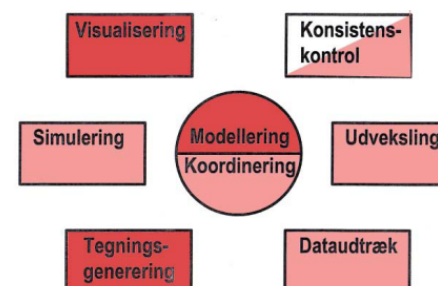 Visualisering
Konsistens-
kontrol
Simulering
Modellering
Koordinering
Udveksling
Tegnings-
generering
Dataudtræk